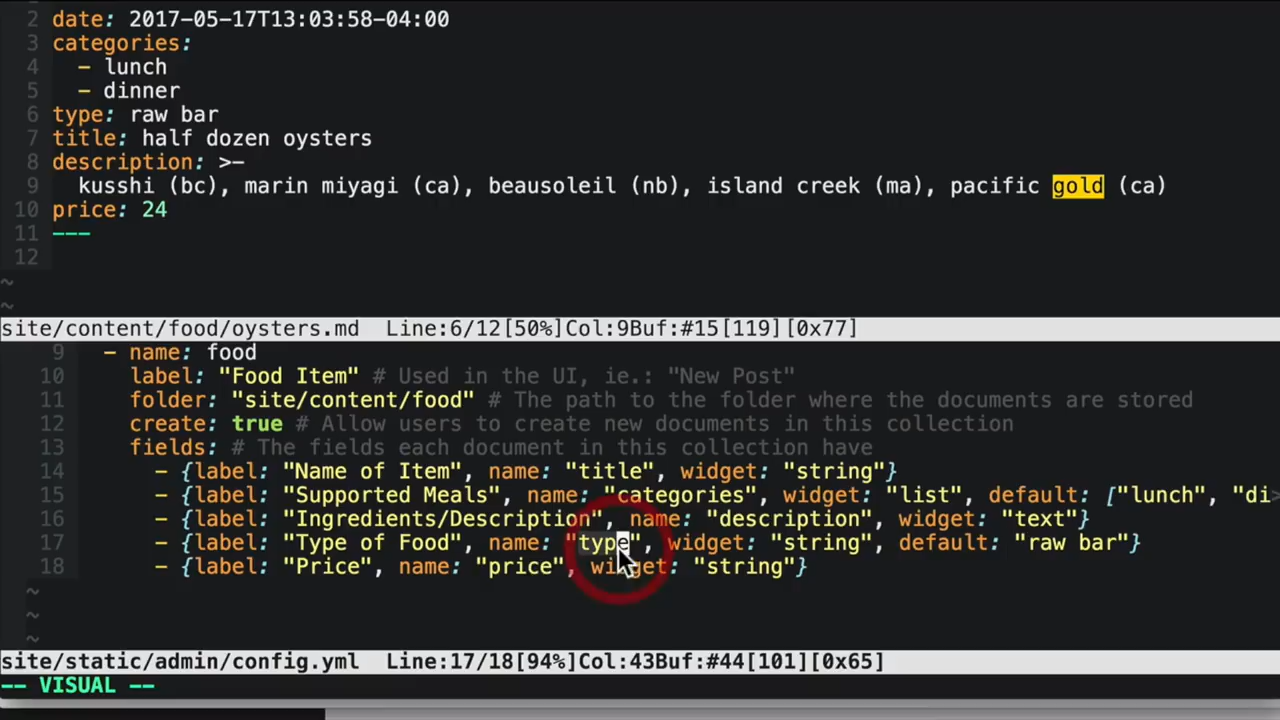 2 date: 2017-05-17T13:03:58-04:00
3 categories:
4 - lunch
5 - dinner
6 type: raw bar
7 title: half dozen oysters
8 description: >-
9 kusshi (bc), marin miyagi (ca), beausoleil (nb), island creek (ma), pacific gold (ca)
10 price: 24
11 ---
12
~
~
site/content/food/oysters.md Line:6/12[50%]Col:9Buf:#15[119][0x77]
9 - name: food
10 label: "Food Item" # Used in the UI, ie.: "New Post"
11 folder: "site/content/food" # The path to the folder where the documents are stored
12 create: true # Allow users to create new documents in this collection
13 fields: # The fields each document in this collection have
14 - {label: "Name of Item", name: "title", widget: "string"}
15 - {label: "Supported Meals", name: "categories", widget: "list", default: ["lunch", "di>
16 - {label: "Ingredients/Description", name: "description", widget: "text"}
17 - {label: "Type of Food", name: "type", widget: "string", default: "raw bar"}
18 - {label: "Price", name: "price", widget: "string"}
~
~
~
site/static/admin/config.yml Line:17/18[94%]Col:43Buf:#44[101][0x65]
-- VISUAL --